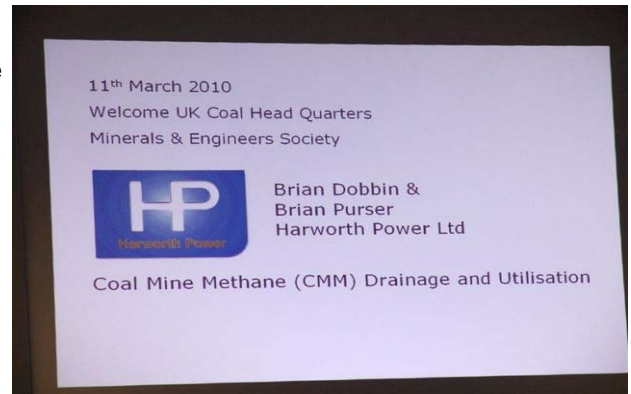 11th March 2010
Welcome UK Coal Head Quarters
Minerals & Engineers Society
HP
Harworth Power
Brian Dobbin &
Brian Purser
Harworth Power Ltd
Coal Mine Methane (CMM) Drainage and Utilisation